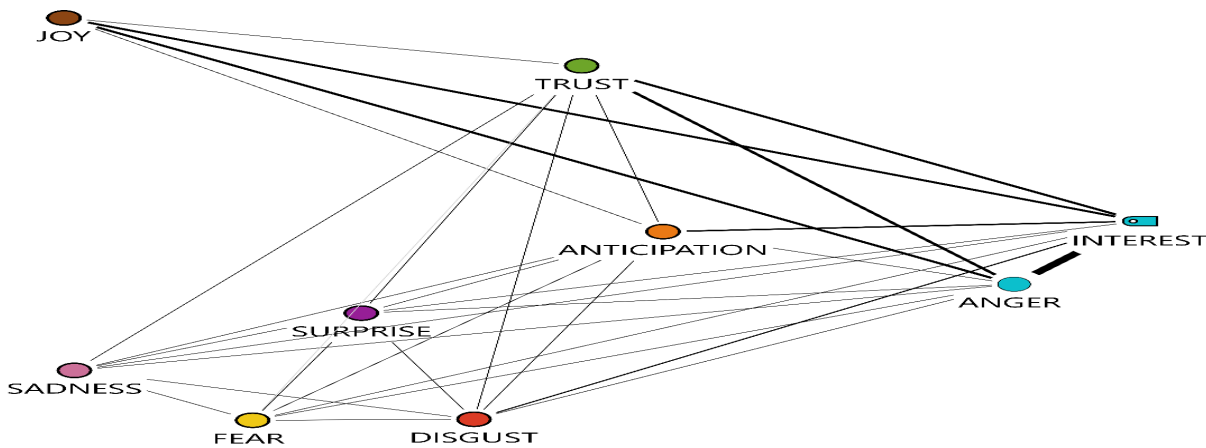 JOY
TRUST
INTEREST
ANTICIPATION
ANGER
SURPRISE
SADNESS
FEAR
DISGUST